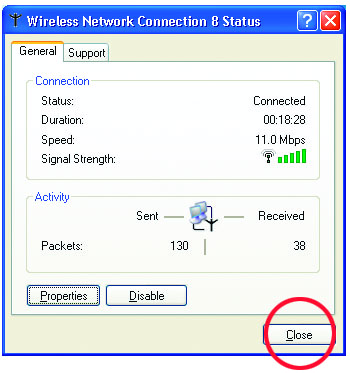 Wireless Network Connection 8 Status
General Support
Connection
Status: Connected
Duration: 00:18:28
Speed: 11.0 Mbps
Signal Strength:
Activity
Sent Received
Packets: 130 38
Properties Disable
Close